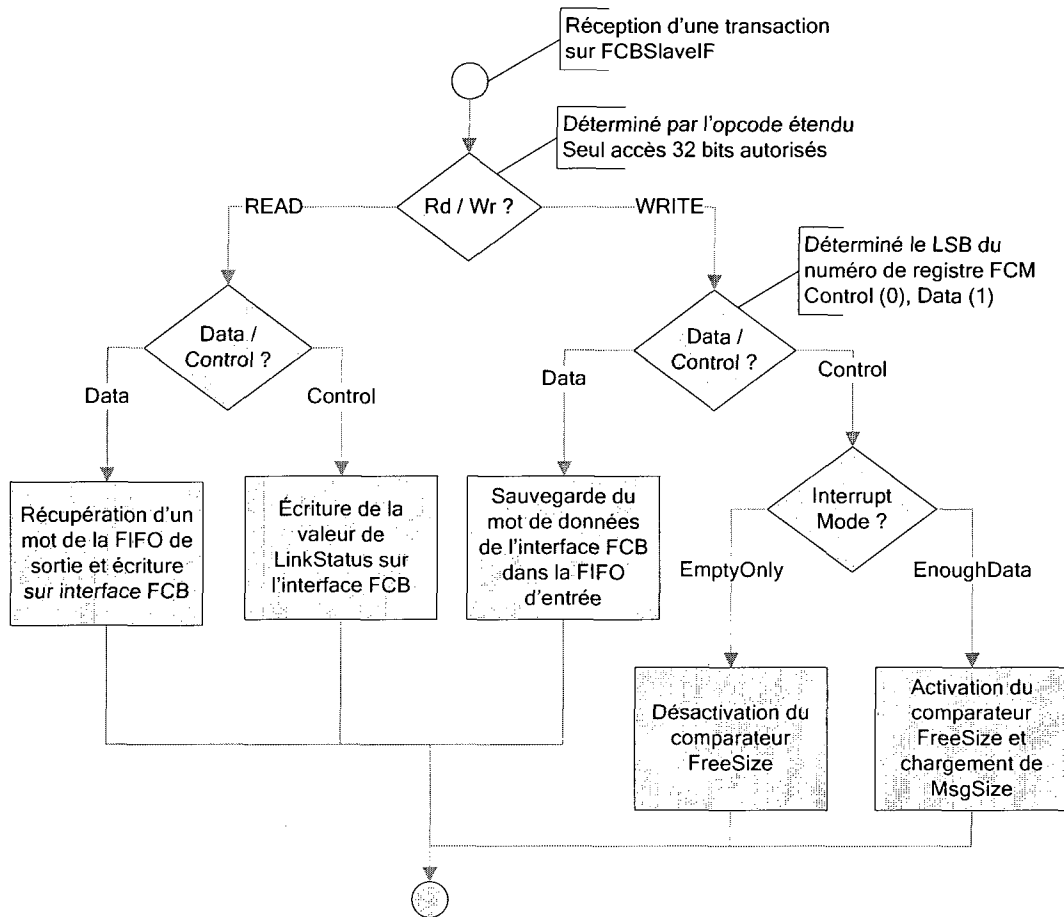 Réception d'une transaction
sur FCBSlaveIF
Déterminé par l'opcode étendu
Seul accès 32 bits autorisés
Rd / Wr ?
READ
WRITE
Déterminé le LSB du
numéro de registre FCM
Control (0), Data (1)
Data /
Control ?
Data /
Control ?
Data
Control
Data
Control
Récupération d'un
mot de la FIFO de
sortie et écriture
sur interface FCB
Écriture de la
valeur de
LinkStatus sur
l'interface FCB
Sauvegarde du
mot de données
de l'interface FCB
dans la FIFO
d'entrée
Interrupt
Mode ?
EmptyOnly
EnoughData
Désactivation du
comparateur
FreeSize
Activation du
comparateur
FreeSize et
chargement de
MsgSize